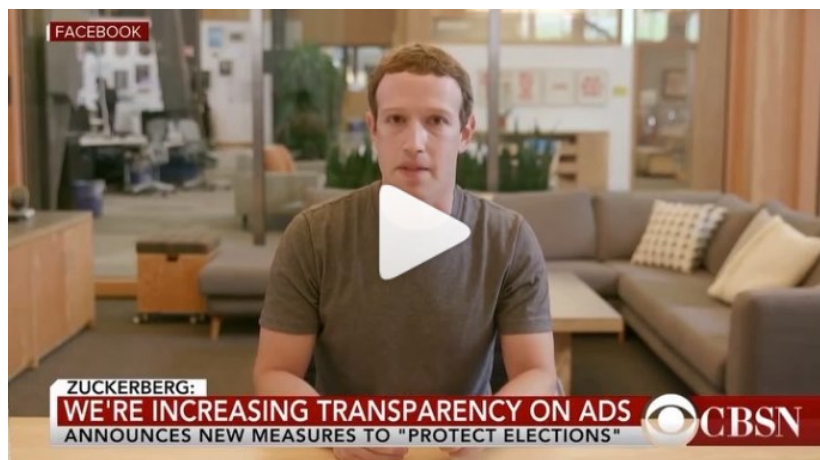 FACEBOOK
ZUCKERBERG:
WE'RE INCREASING TRANSPARENCY ON ADS
ANNOUNCES NEW MEASURES TO "PROTECT ELECTIONS"
CBSN